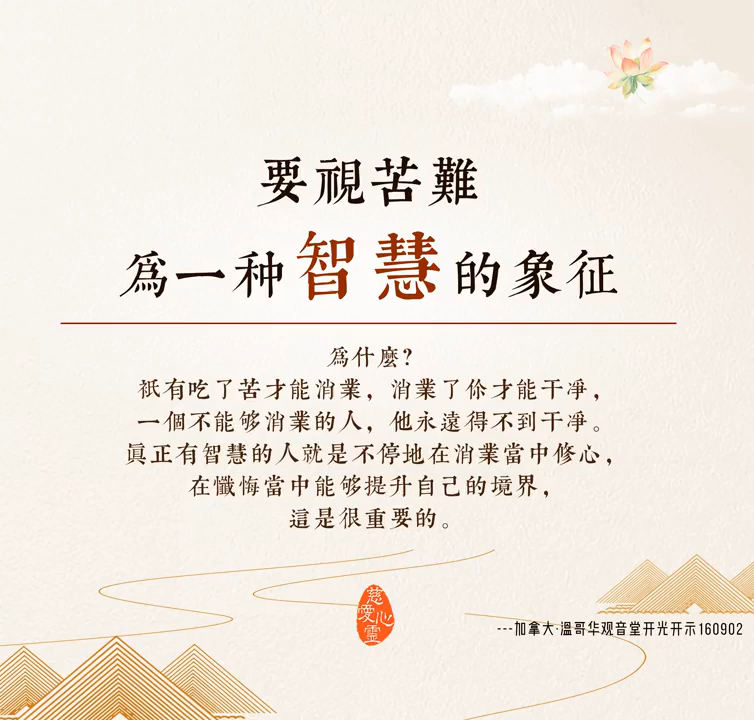 要視苦難
爲一种智慧的象征
爲什麼?
祇有吃了苦才能消業，消業了你才能干凈，
一個不能够消業的人，他永遠得不到干凈。
眞正有智慧的人就是不停地在消業當中修心，
在懺悔當中能够提升自己的境界，
這是很重要的。
慈愛心靈
---加拿大·溫哥华观音堂开光开示160902